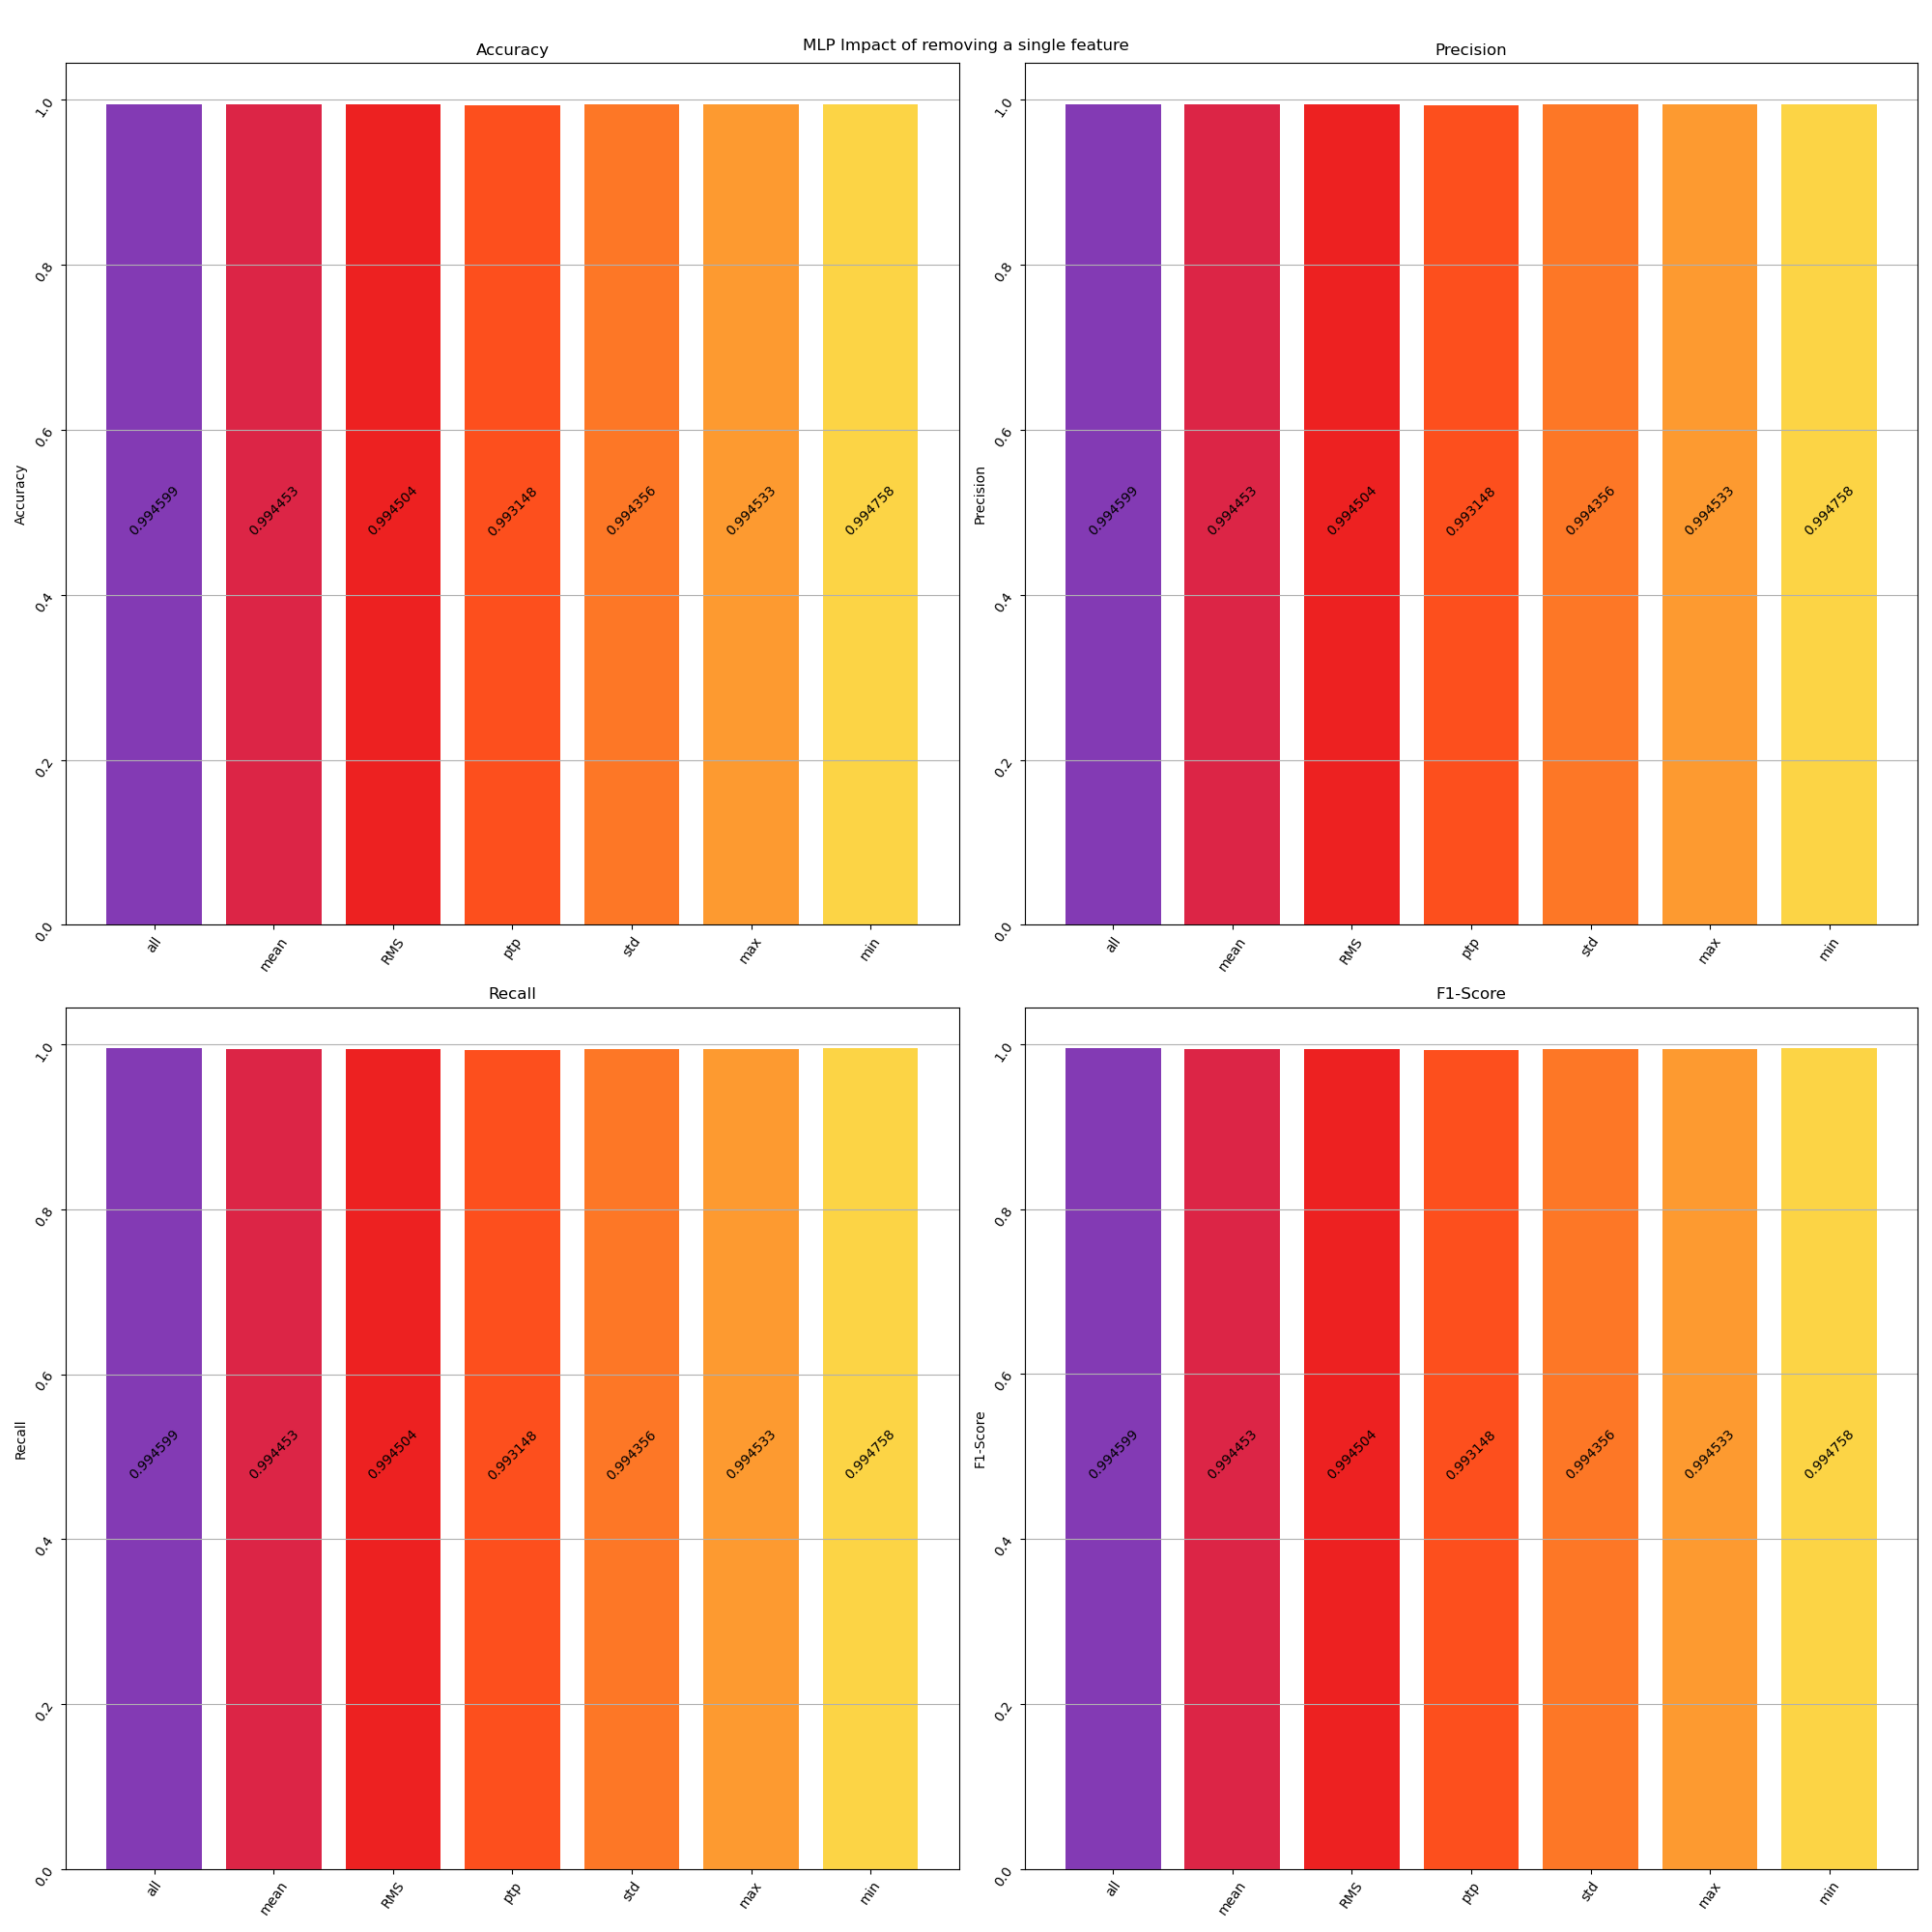 MLP Impact of removing a single feature
Accuracy
Accuracy
1.0
0.8
0.6
0.4
0.2
0.0
0.994599
0.994453
0.994504
0.993148
0.994356
0.994533
0.994758
all
mean
RMS
ptp
std
max
min
Precision
Precision
1.0
0.8
0.6
0.4
0.2
0.0
0.994599
0.994453
0.994504
0.993148
0.994356
0.994533
0.994758
all
mean
RMS
ptp
std
max
min
Recall
Recall
1.0
0.8
0.6
0.4
0.2
0.0
0.994599
0.994453
0.994504
0.993148
0.994356
0.994533
0.994758
all
mean
RMS
ptp
std
max
min
F1-Score
F1-Score
1.0
0.8
0.6
0.4
0.2
0.0
0.994599
0.994453
0.994504
0.993148
0.994356
0.994533
0.994758
all
mean
RMS
ptp
std
max
min